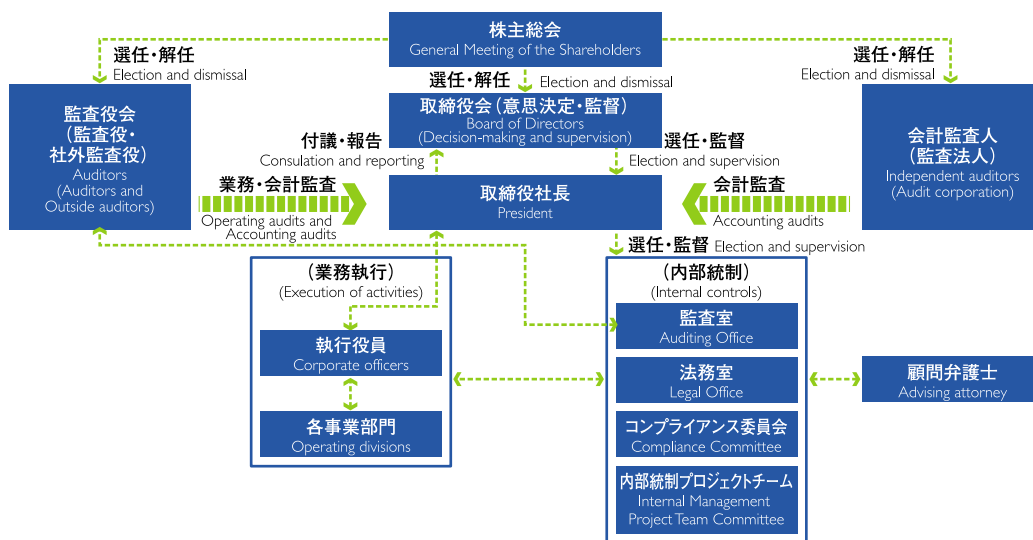 株主総会
General Meeting of the Shareholders
選任・解任
Election and dismissal
選任・解任
Election and dismissal
選任・解任
Election and dismissal
監査役会
(監査役・
社外監査役)
Auditors
(Auditors and
Outside auditors)
取締役会(意思決定・監督)
Board of Directors
(Decision-making and supervision)
会計監査人
(監査法人)
Independent auditors
(Audit corporation)
付議・報告
Consulation and reporting
選任・監督
Election and supervision
業務・会計監査
Operating audits and
Accounting audits
取締役社長
President
会計監査
Accounting audits
選任・監督 Election and supervision
(業務執行)
(Execution of activities)
執行役員
Corporate officers
各事業部門
Operating divisions
(内部統制)
(Internal controls)
監査室
Auditing Office
法務室
Legal Office
コンプライアンス委員会
Compliance Committee
内部統制プロジェクトチーム
Internal Management
Project Team Committee
顧問弁護士
Advising attorney